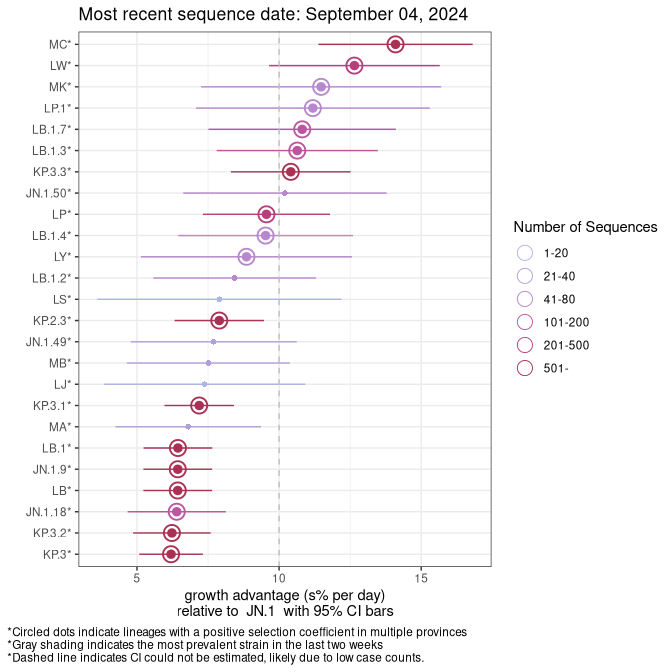 Most recent sequence date: September 04, 2024
MC*
LW*
MK*
LP.1*
LB.1.7*
LB.1.3*
KP.3.3*
JN.1.50*
LP*
LB.1.4*
LY*
LB.1.2*
LS*
KP.2.3*
JN.1.49*
MB*
LJ*
KP.3.1*
MA*
LB.1*
JN.1.9*
LB*
JN.1.18*
KP.3.2*
KP.3*
5 10 15
growth advantage (s% per day)
relative to JN.1 with 95% CI bars
Number of Sequences
1-20
21-40
41-80
101-200
201-500
501-
*Circled dots indicate lineages with a positive selection coefficient in multiple provinces
*Gray shading indicates the most prevalent strain in the last two weeks
*Dashed line indicates CI could not be estimated, likely due to low case counts.